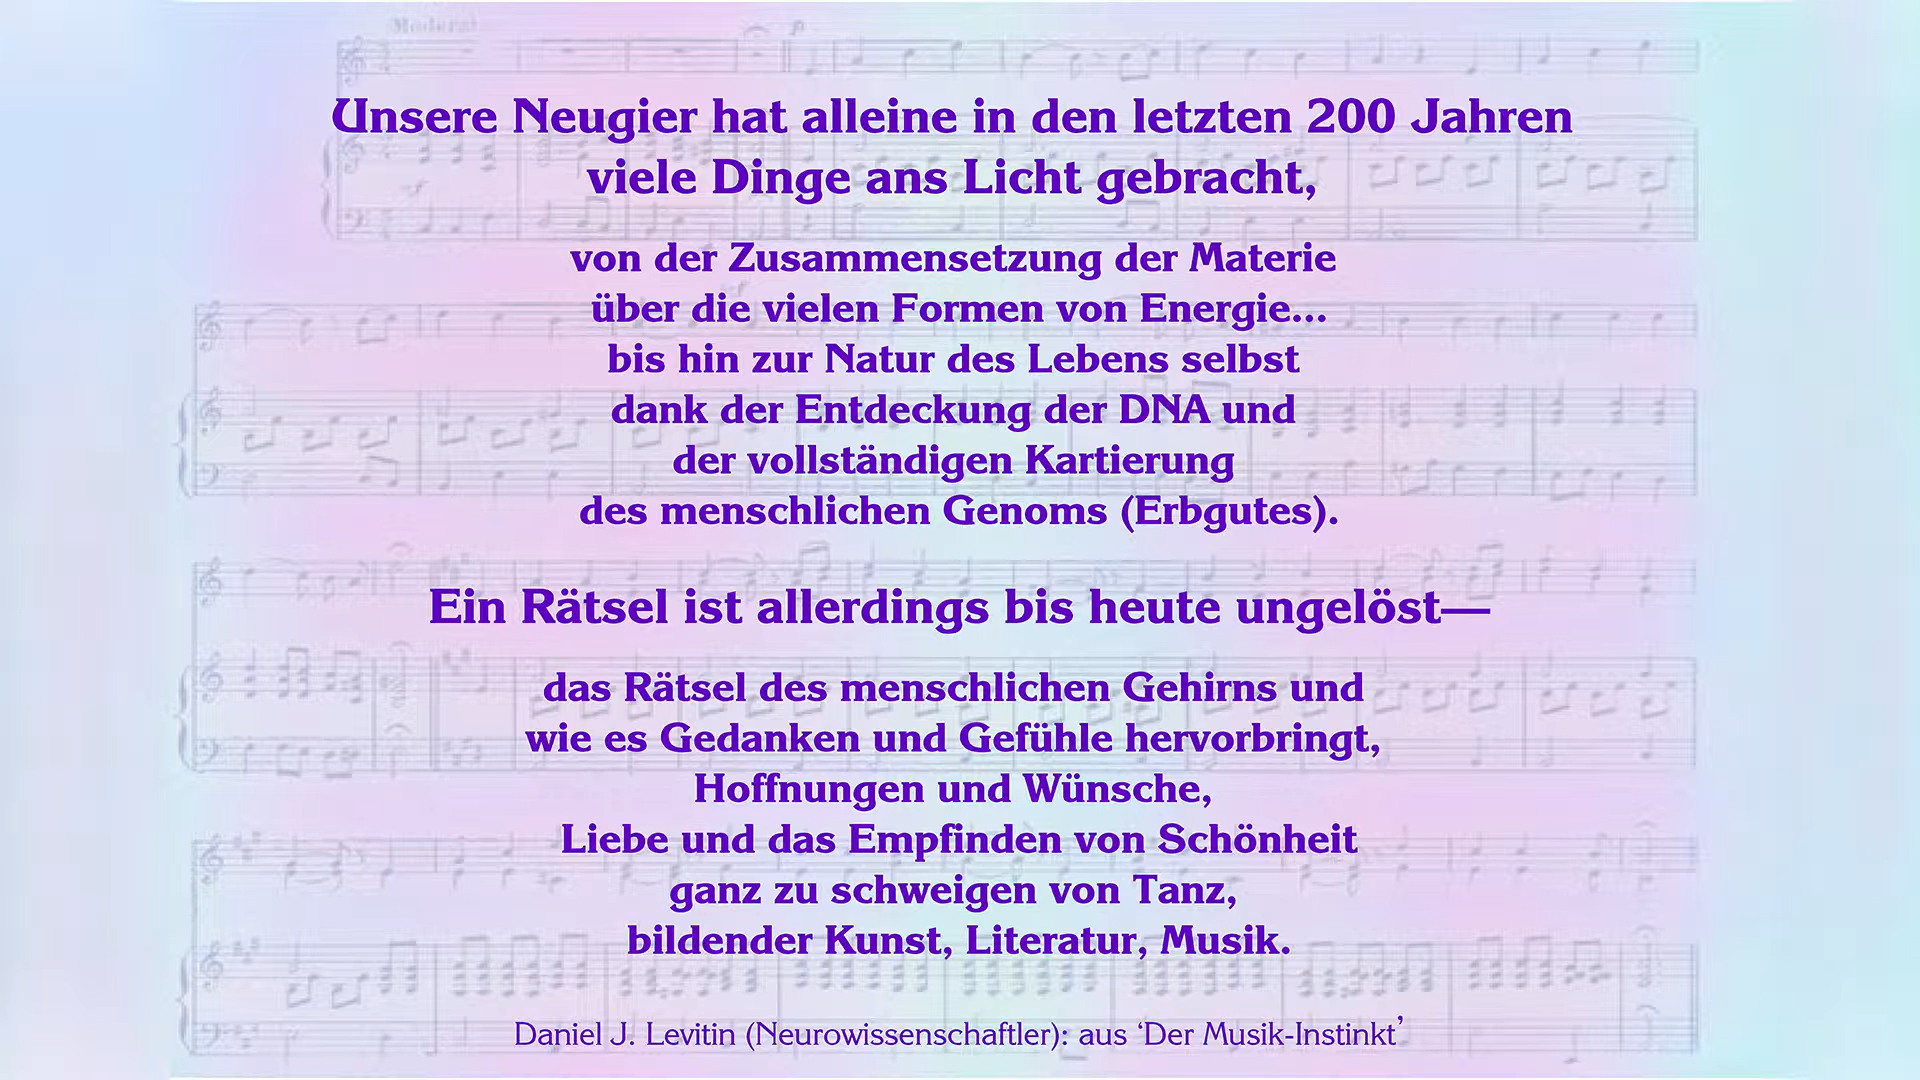 Moderat
Unsere Neugier hat alleine in den letzten 200 Jahren
viele Dinge ans Licht gebracht,
von der Zusammensetzung der Materie
über die vielen Formen von Energie...
bis hin zur Natur des Lebens selbst
dank der Entdeckung der DNA und
der vollständigen Kartierung
des menschlichen Genoms (Erbgutes).
Ein Rätsel ist allerdings bis heute ungelöst—
das Rätsel des menschlichen Gehirns und
wie es Gedanken und Gefühle hervorbringt,
Hoffnungen und Wünsche,
Liebe und das Empfinden von Schönheit
ganz zu schweigen von Tanz,
bildender Kunst, Literatur, Musik.
Daniel J. Levitin (Neurowissenschaftler): aus ‘Der Musik-Instinkt’